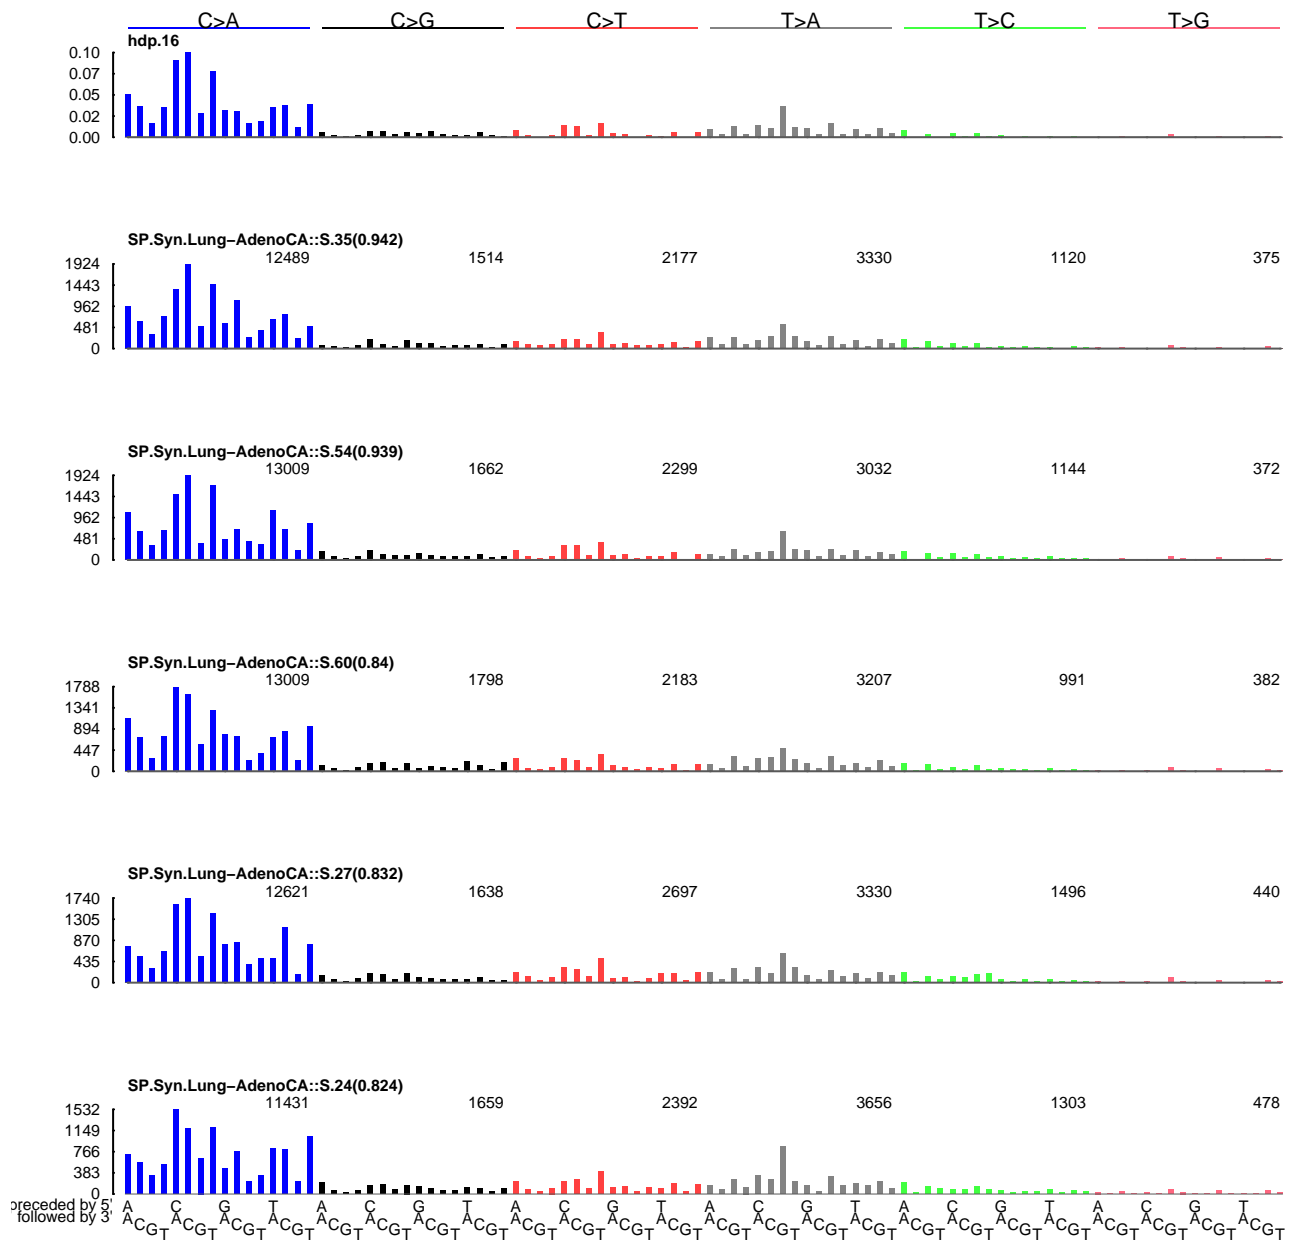 C>A C>G C>T T>A T>C T>G
hdp.16
0.10
0.07
0.05
0.02
0.00
SP.Syn.Lung−AdenoCA::S.35(0.942)
12489 1514 2177 3330 1120 375
1924
1443
962
481
0
SP.Syn.Lung−AdenoCA::S.54(0.939)
13009 1662 2299 3032 1144 372
1924
1443
962
481
0
SP.Syn.Lung−AdenoCA::S.60(0.84)
13009 1798 2183 3207 991 382
1788
1341
894
447
0
SP.Syn.Lung−AdenoCA::S.27(0.832)
12621 1638 2697 3330 1496 440
1740
1305
870
435
0
SP.Syn.Lung−AdenoCA::S.24(0.824)
11431 1659 2392 3656 1303 478
1532
1149
766
383
0
preceded by 5' A C G T A C G T A C G T A C G T A C G T A C G T
followed by 3' A C G T A C G T A C G T A C G T A C G T A C G T A C G T A C G T A C G T A C G T A C G T A C G T A C G T A C G T A C G T A C G T A C G T A C G T A C G T A C G T A C G T A C G T A C G T A C G T